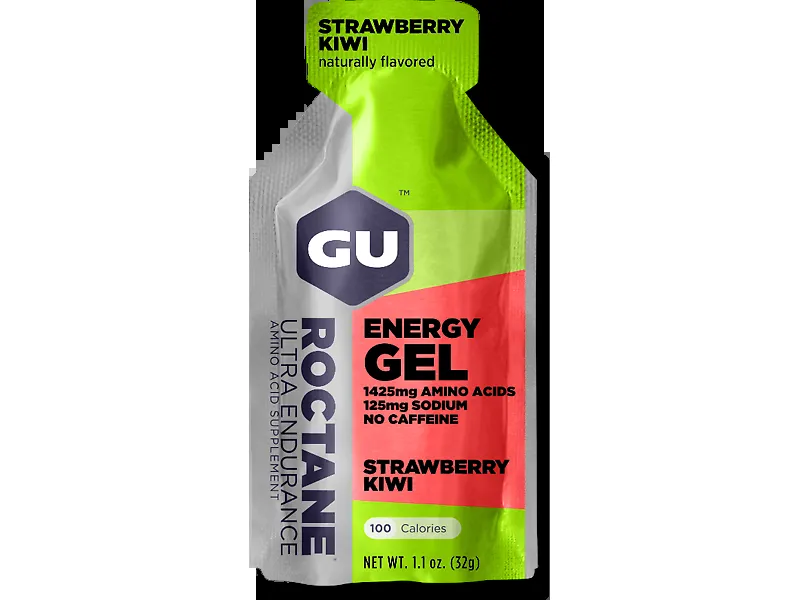 STRAWBERRY
KIWI
naturally flavored
TM
GU
ROCTANE
ULTRA ENDURANCE
AMINO ACID SUPPLEMENT
ENERGY
GEL
1425mg AMINO ACIDS
125mg SODIUM
NO CAFFEINE
STRAWBERRY
KIWI
100 Calories
NET WT. 1.1 oz. (32g)